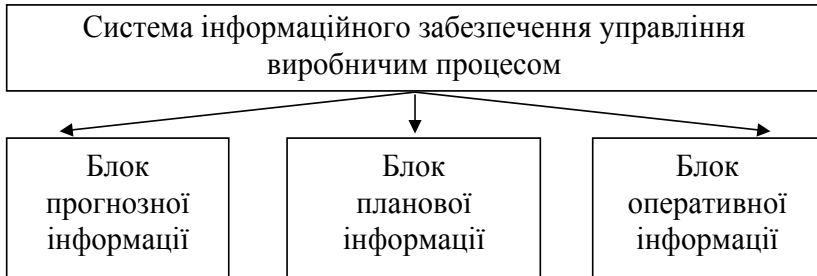 Система інформаційного забезпечення управління
виробничим процесом
Блок
прогнозної
інформації
Блок
планової
інформації
Блок
оперативної
інформації